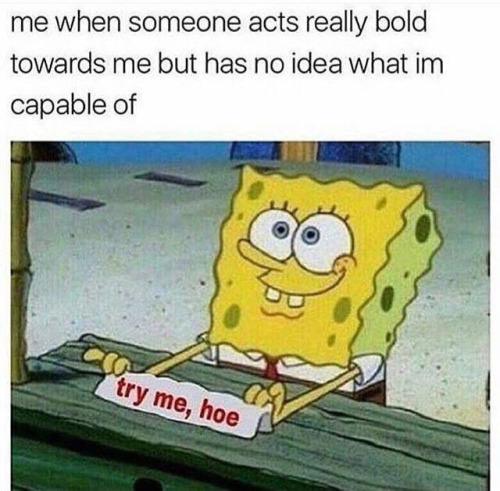 me when someone acts really bold
towards me but has no idea what im
capable of
try me, hoe